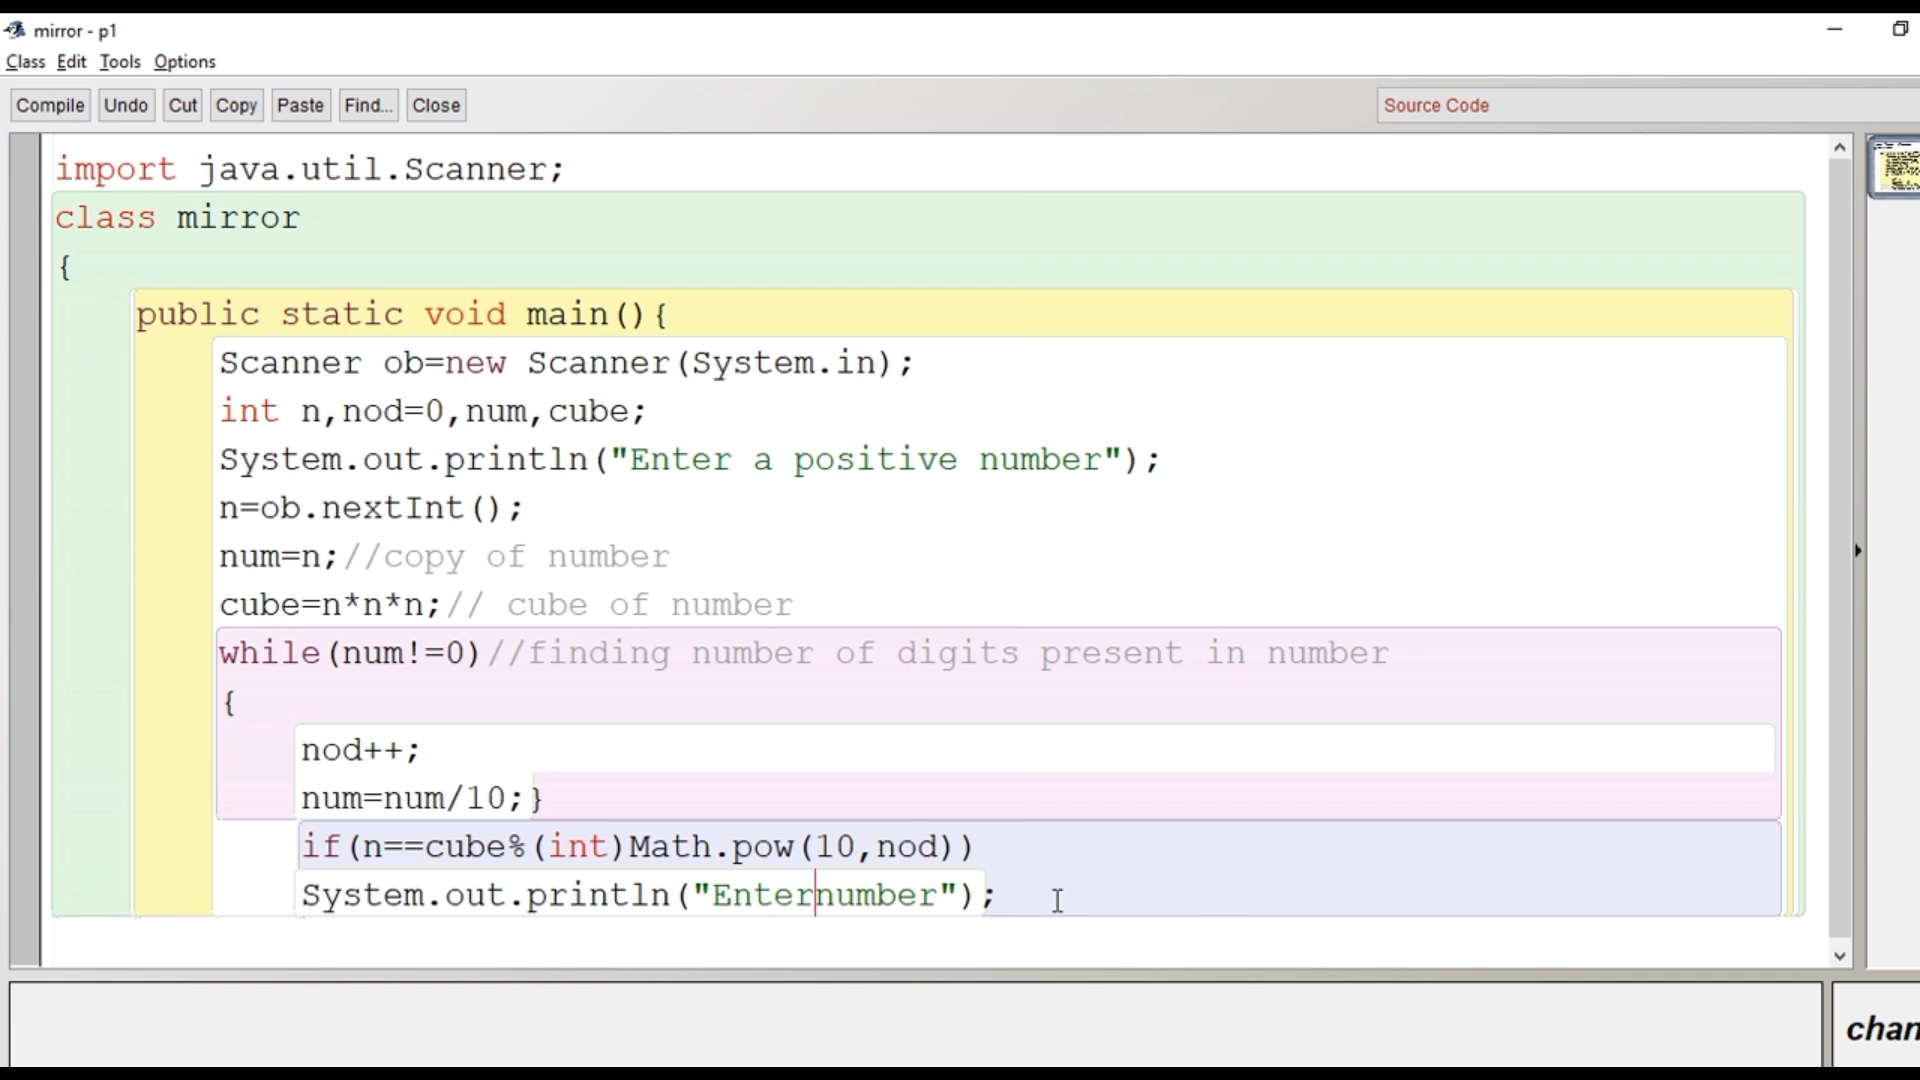 mirror - p1
Class Edit Tools Options
Compile Undo Cut Copy Paste Find... Close Source Code
import java.util.Scanner;
class mirror
{
public static void main(){
Scanner ob=new Scanner(System.in);
int n,nod=0,num,cube;
System.out.println("Enter a positive number");
n=ob.nextInt();
num=n;//copy of number
cube=n*n*n;// cube of number
while(num!=0)//finding number of digits present in number
{
nod++;
num=num/10;}
if(n==cube%(int)Math.pow(10,nod))
System.out.println("Enternumber");
chan